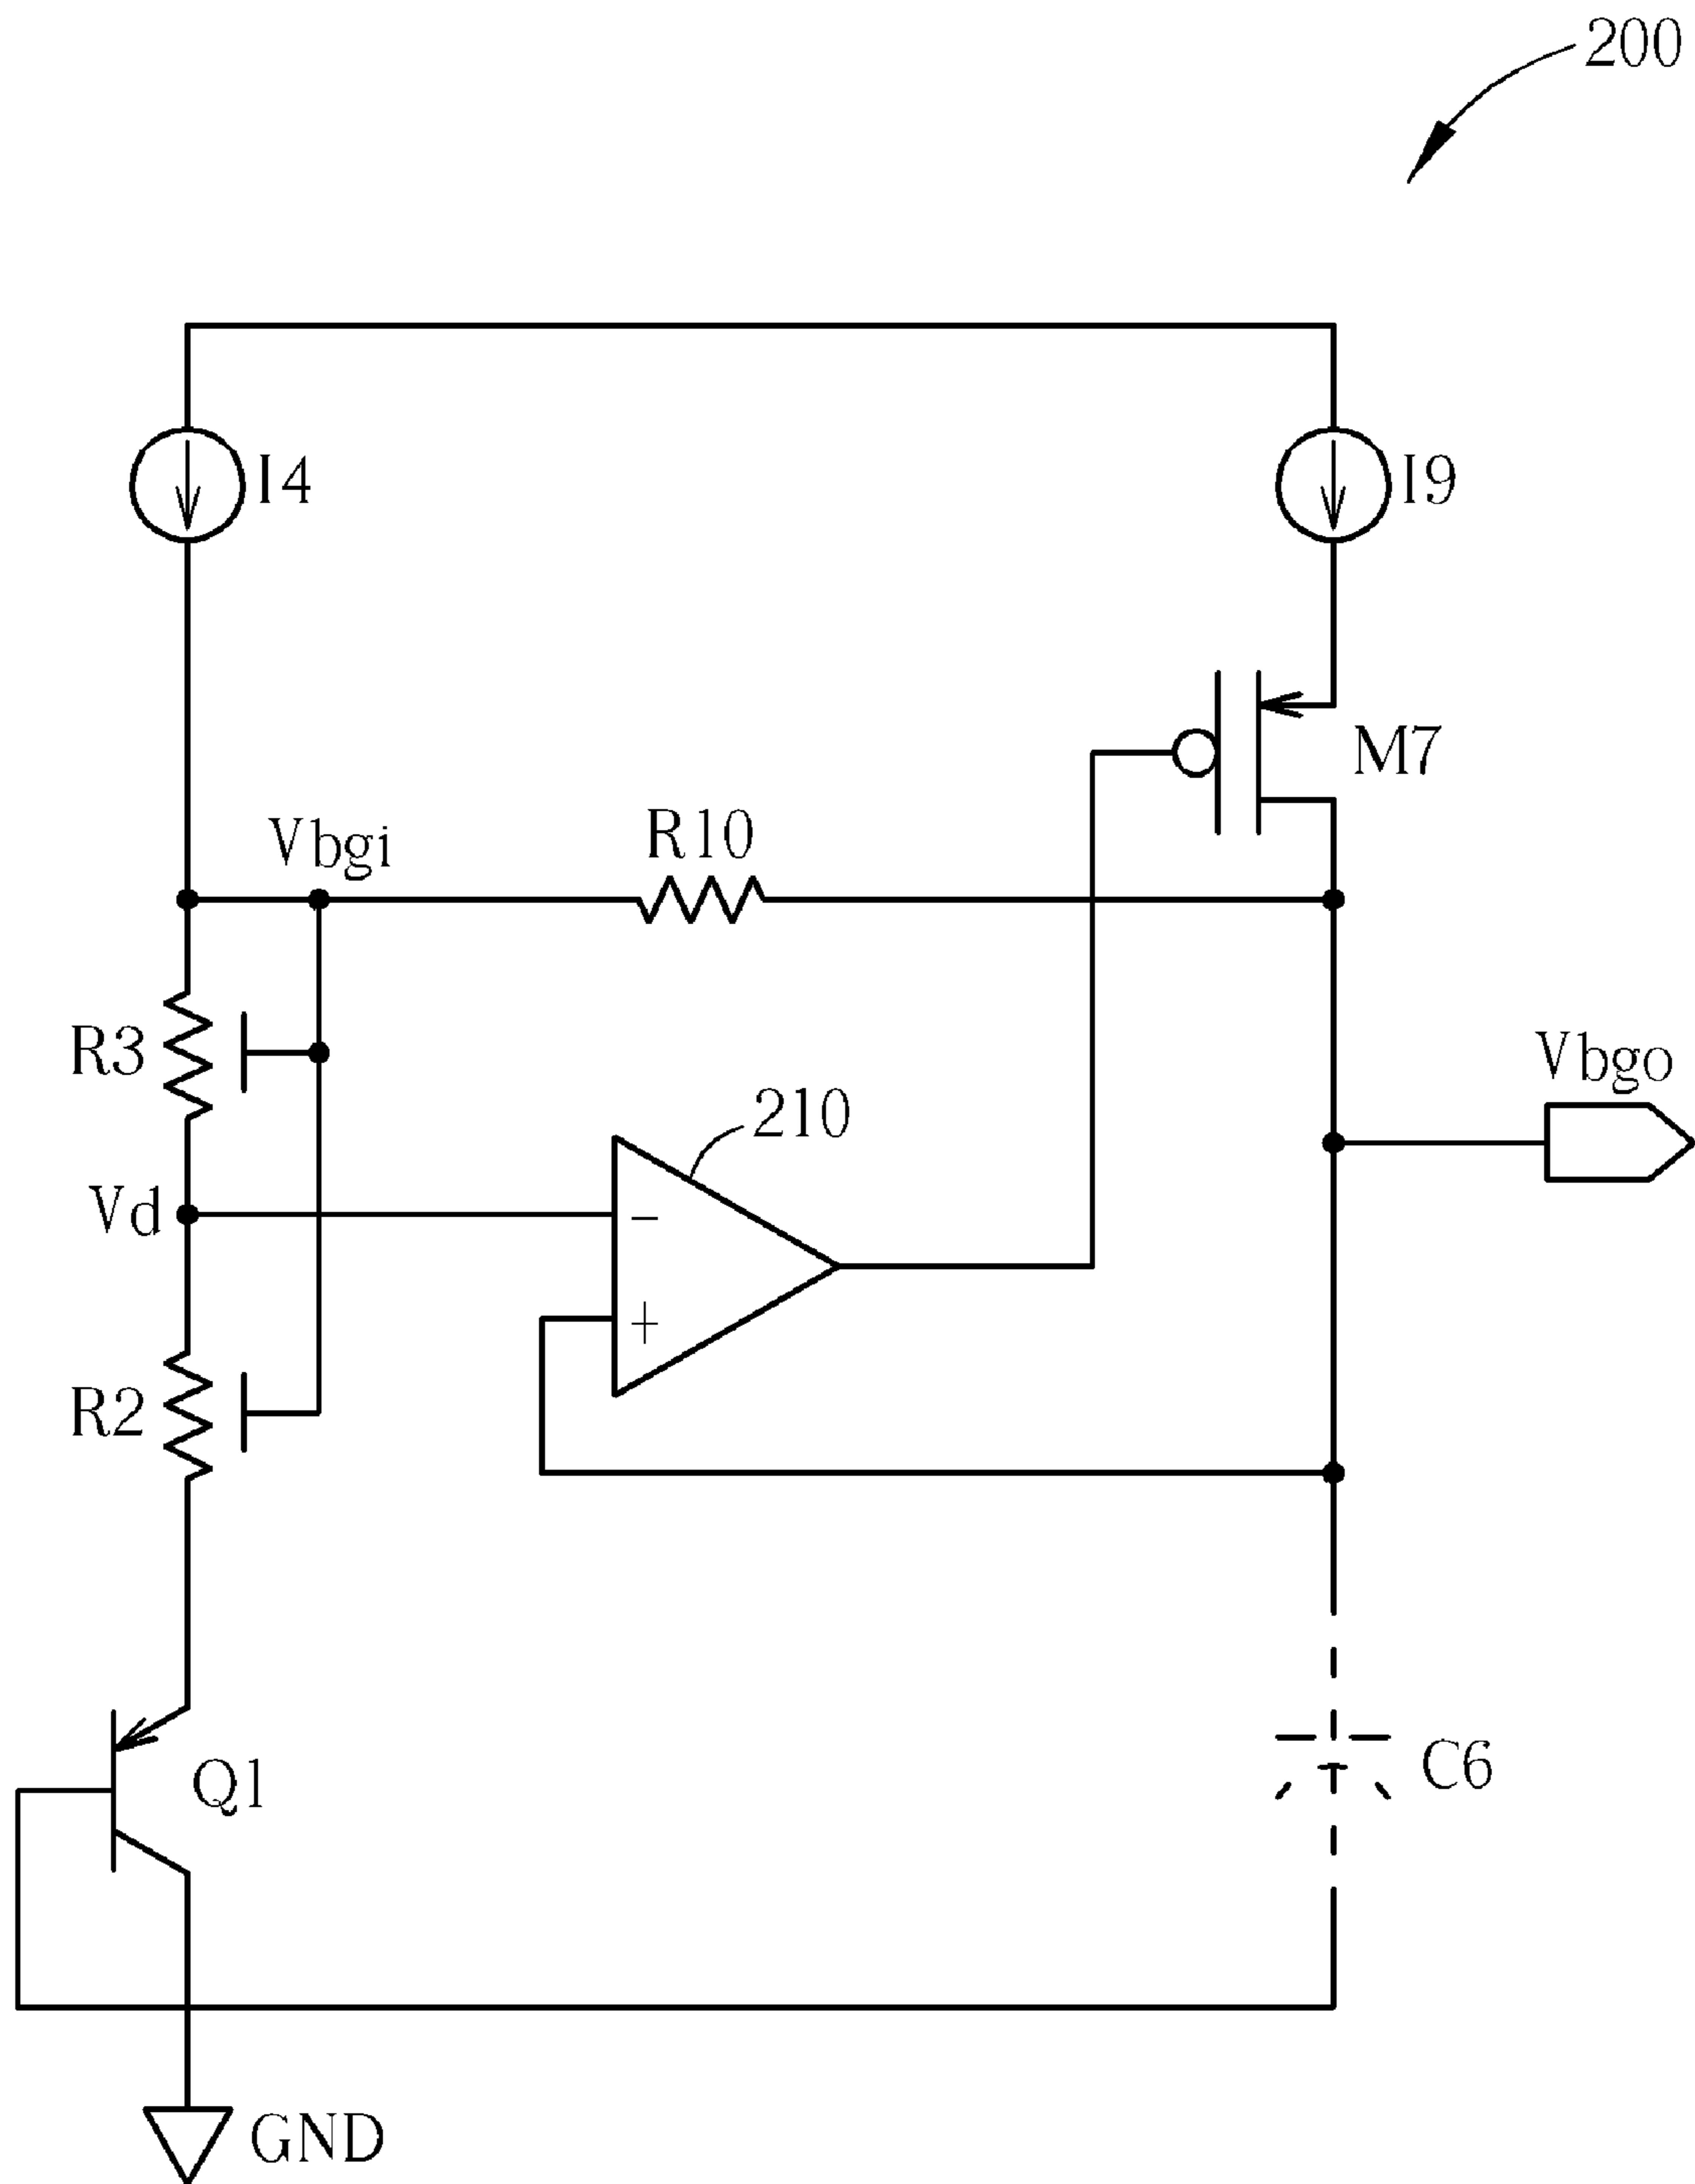 200
I4
I9
M7
Vbgi
R10
R3
Vbgo
210
Vd
-
+
R2
Q1
C6
GND